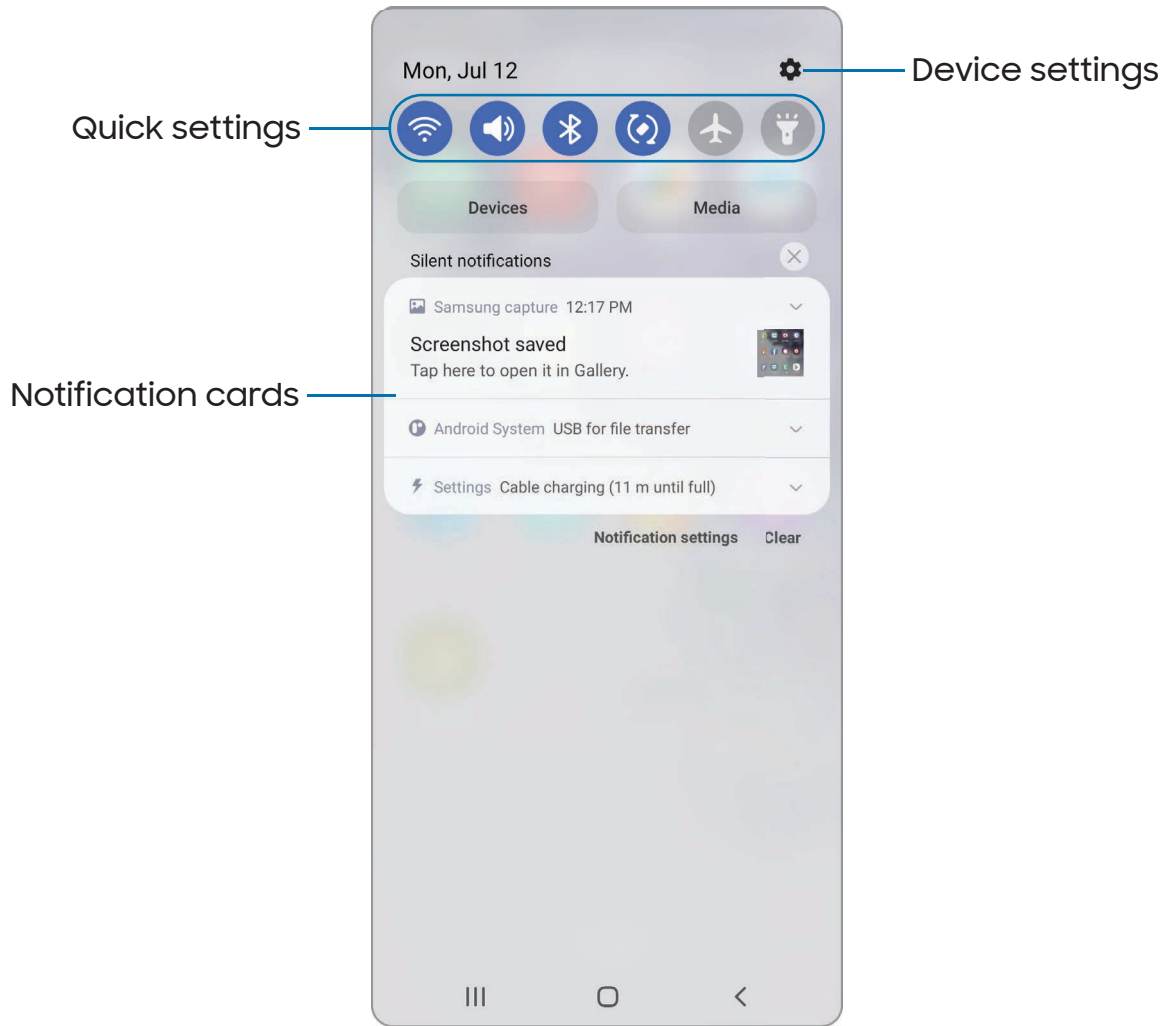 Mon, Jul 12
Device settings
Quick settings
Devices
Media
Silent notifications
Samsung capture 12:17 PM
Screenshot saved
Tap here to open it in Gallery.
Notification cards
Android System USB for file transfer
Settings Cable charging (11 m until full)
Notification settings
Clear